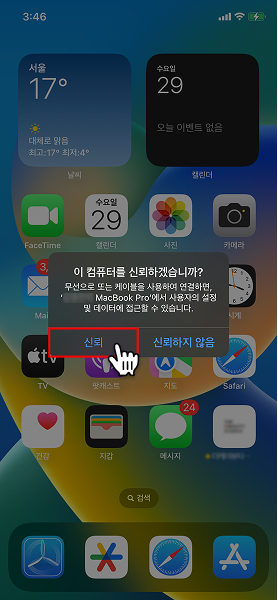 3:46
서울
17°
대체로 맑음
최고:17° 최저:4°
날씨
수요일
29
오늘 이벤트 없음
캘린더
FaceTime
수요일
29
캘린더
사진
카메라
이 컴퓨터를 신뢰하겠습니까?
무선으로 또는 케이블을 사용하여 연결하면,
MacBook Pro'에서 사용자의 설정
및 데이터에 접근할 수 있습니다.
신뢰
신뢰하지 않음
3,
Mai
시계
tv
TV
팟캐스트
지도
Safari
건강
지갑
24
메시지
검색